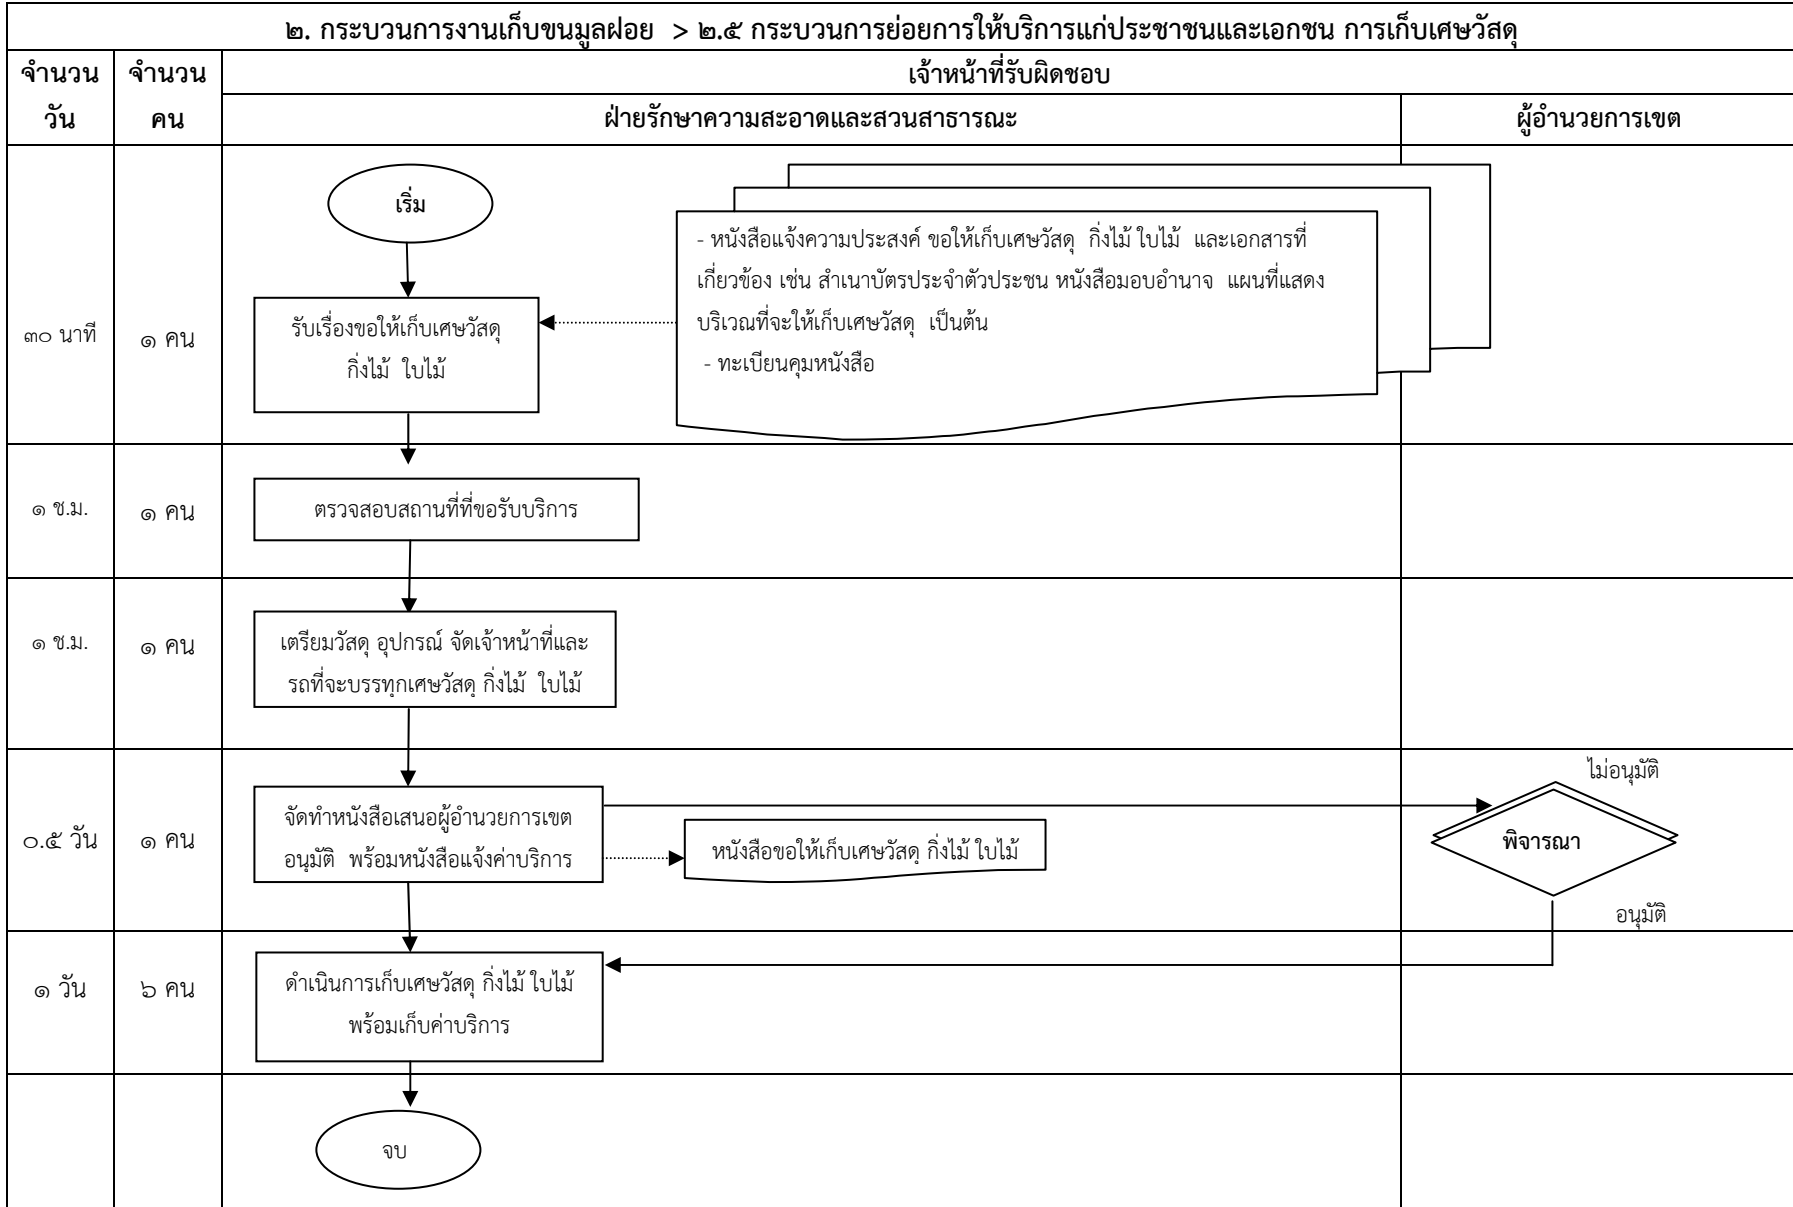 ๒. กระบวนการงานเก็บขนมูลฝอย > ๒.๕ กระบวนการย่อยการให้บริการแก่ประชาชนและเอกชน การเก็บเศษวัสดุ
จำนวน
วัน
จำนวน
คน
เจ้าหน้าที่รับผิดชอบ
ฝ่ายรักษาความสะอาดและสวนสาธารณะ
ผู้อำนวยการเขต
เริ่ม
- หนังสือแจ้งความประสงค์ ขอให้เก็บเศษวัสดุ กิ่งไม้ ใบไม้ และเอกสารที่
เกี่ยวข้อง เช่น สำเนาบัตรประจำตัวประชน หนังสือมอบอำนาจ แผนที่แสดง
บริเวณที่จะให้เก็บเศษวัสดุ เป็นต้น
- ทะเบียนคุมหนังสือ
๓๐ นาที
๑ คน
รับเรื่องขอให้เก็บเศษวัสดุ
กิ่งไม้ ใบไม้
๑ ช.ม.
๑ คน
ตรวจสอบสถานที่ที่ขอรับบริการ
๑ ช.ม.
๑ คน
เตรียมวัสดุ อุปกรณ์ จัดเจ้าหน้าที่และ
รถที่จะบรรทุกเศษวัสดุ กิ่งไม้ ใบไม้
๐.๕ วัน
๑ คน
จัดทำหนังสือเสนอผู้อำนวยการเขต
อนุมัติ พร้อมหนังสือแจ้งค่าบริการ
หนังสือขอให้เก็บเศษวัสดุ กิ่งไม้ ใบไม้
ไม่อนุมัติ
พิจารณา
อนุมัติ
๑ วัน
๖ คน
ดำเนินการเก็บเศษวัสดุ กิ่งไม้ ใบไม้
พร้อมเก็บค่าบริการ
จบ